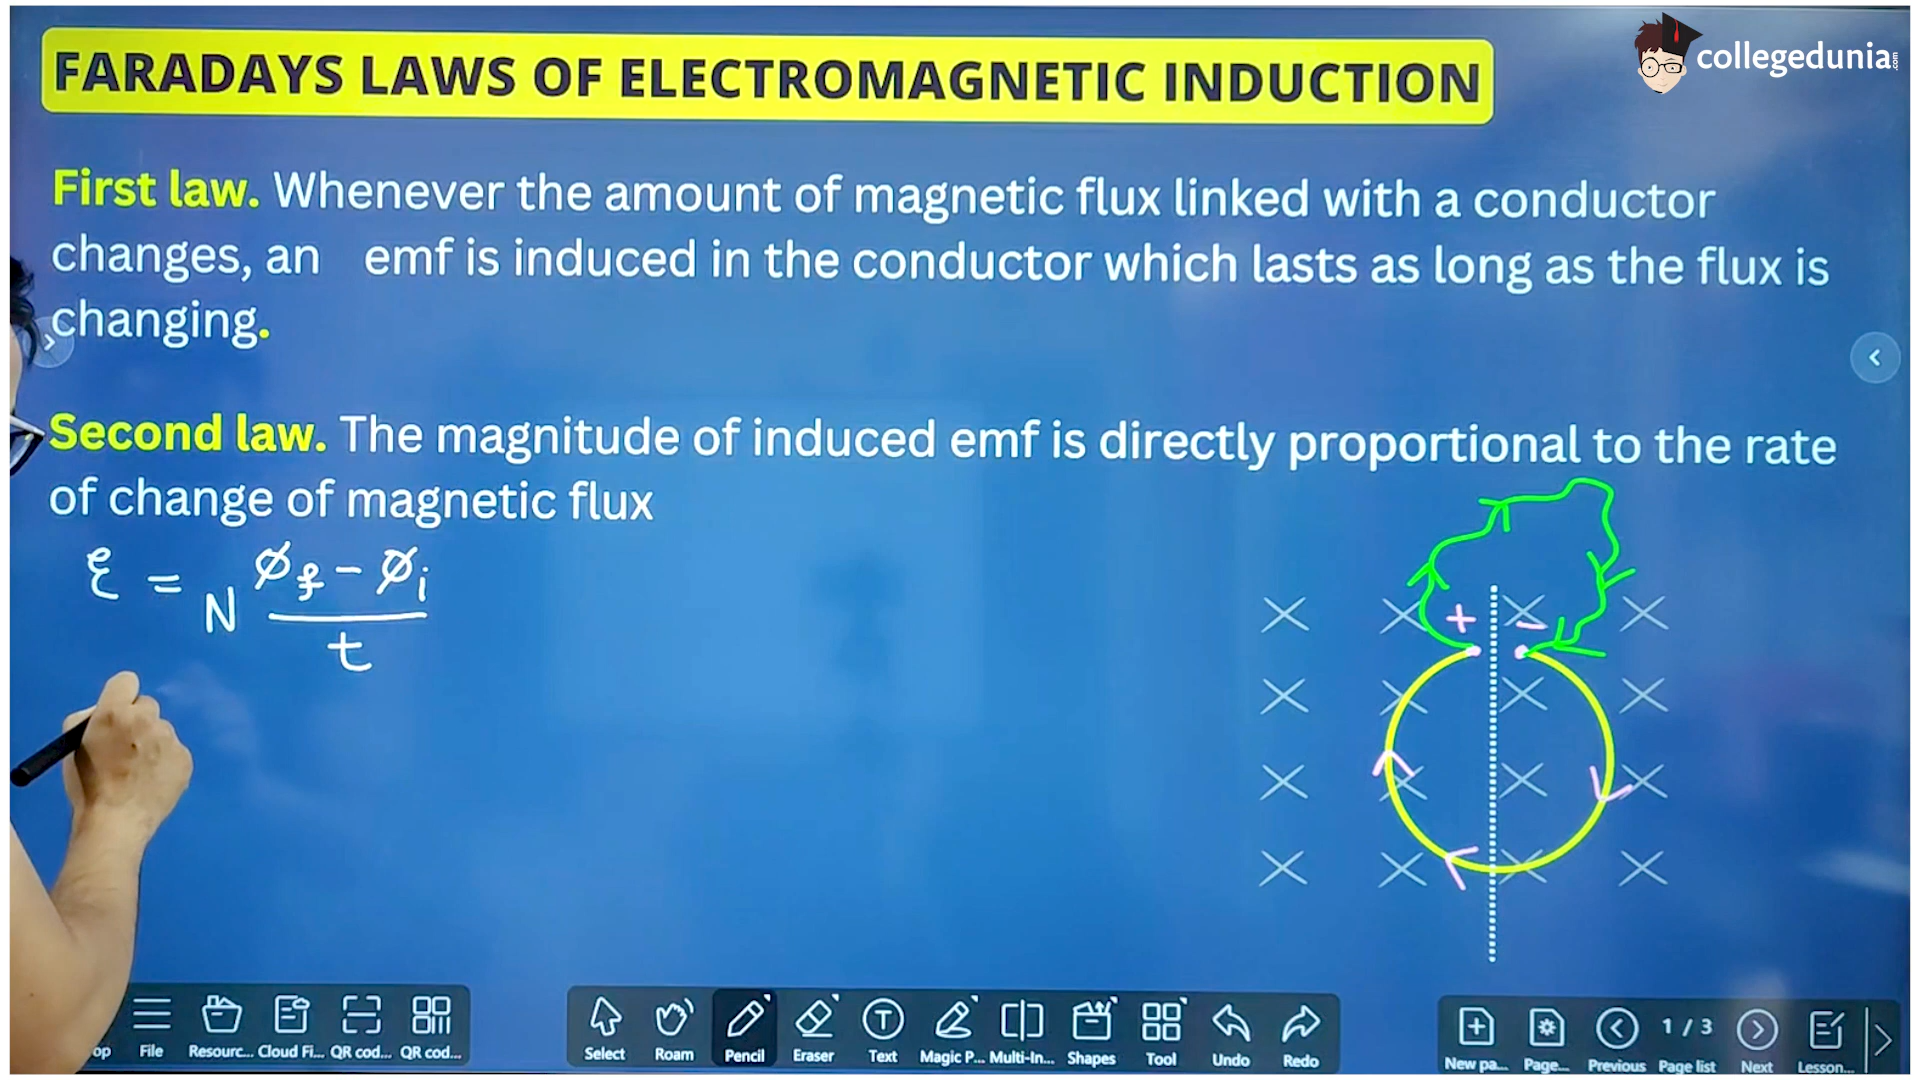 FARADAYS LAWS OF ELECTROMAGNETIC INDUCTION
collegedunia.com
First law. Whenever the amount of magnetic flux linked with a conductor
changes, an emf is induced in the conductor which lasts as long as the flux is
changing.
Second law. The magnitude of induced emf is directly proportional to the rate
of change of magnetic flux
ξ = N (∅f - ∅i) / t
+ -
op File Resourc... Cloud Fi... QR cod... QR cod...
Select Roam Pencil Eraser Text Magic P... Multi-In... Shapes Tool Undo Redo
New pa... Page... Previous 1 / 3 Page list Next Lesson...